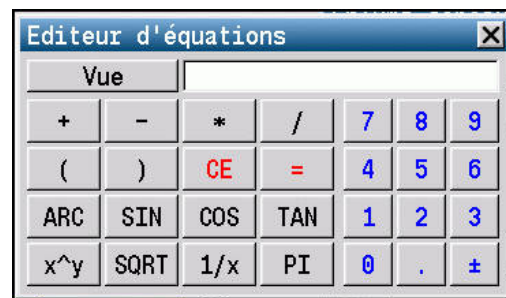 Editeur d'équations
Vue
+ - * / 7 8 9
( ) CE = 4 5 6
ARC SIN COS TAN 1 2 3
x^y SQRT 1/x PI 0 . ±